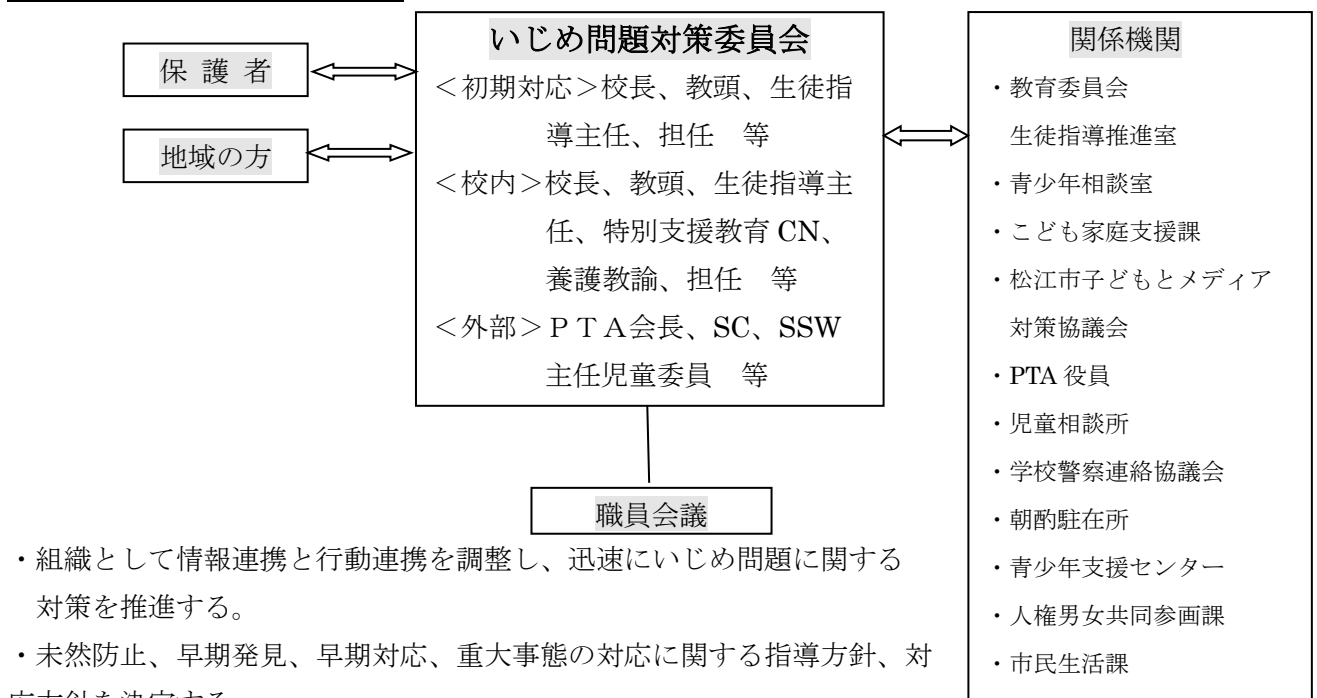 いじめ問題対策委員会
<初期対応>校長、教頭、生徒指
導主任、担任　等
<校内>校長、教頭、生徒指導主
任、特別支援教育 CN、
養護教諭、担任　等
<外部>ＰＴＡ会長、SC、SSW
主任児童委員　等
保 護 者
地域の方
関係機関
・教育委員会
生徒指導推進室
・青少年相談室
・こども家庭支援課
・松江市子どもとメディア
対策協議会
・PTA 役員
・児童相談所
・学校警察連絡協議会
・朝酌駐在所
・青少年支援センター
・人権男女共同参画課
・市民生活課
職員会議
・組織として情報連携と行動連携を調整し、迅速にいじめ問題に関する
対策を推進する。
・未然防止、早期発見、早期対応、重大事態の対応に関する指導方針、対